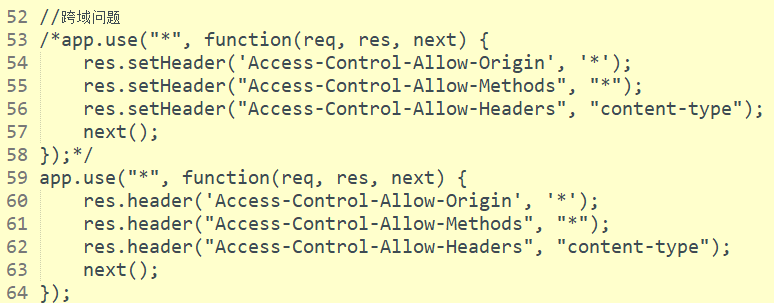 52 //跨域问题
53 /*app.use("*", function(req, res, next) {
54     res.setHeader('Access-Control-Allow-Origin', '*');
55     res.setHeader("Access-Control-Allow-Methods", "*");
56     res.setHeader("Access-Control-Allow-Headers", "content-type");
57     next();
58 });*/
59 app.use("*", function(req, res, next) {
60     res.header('Access-Control-Allow-Origin', '*');
61     res.header("Access-Control-Allow-Methods", "*");
62     res.header("Access-Control-Allow-Headers", "content-type");
63     next();
64 });